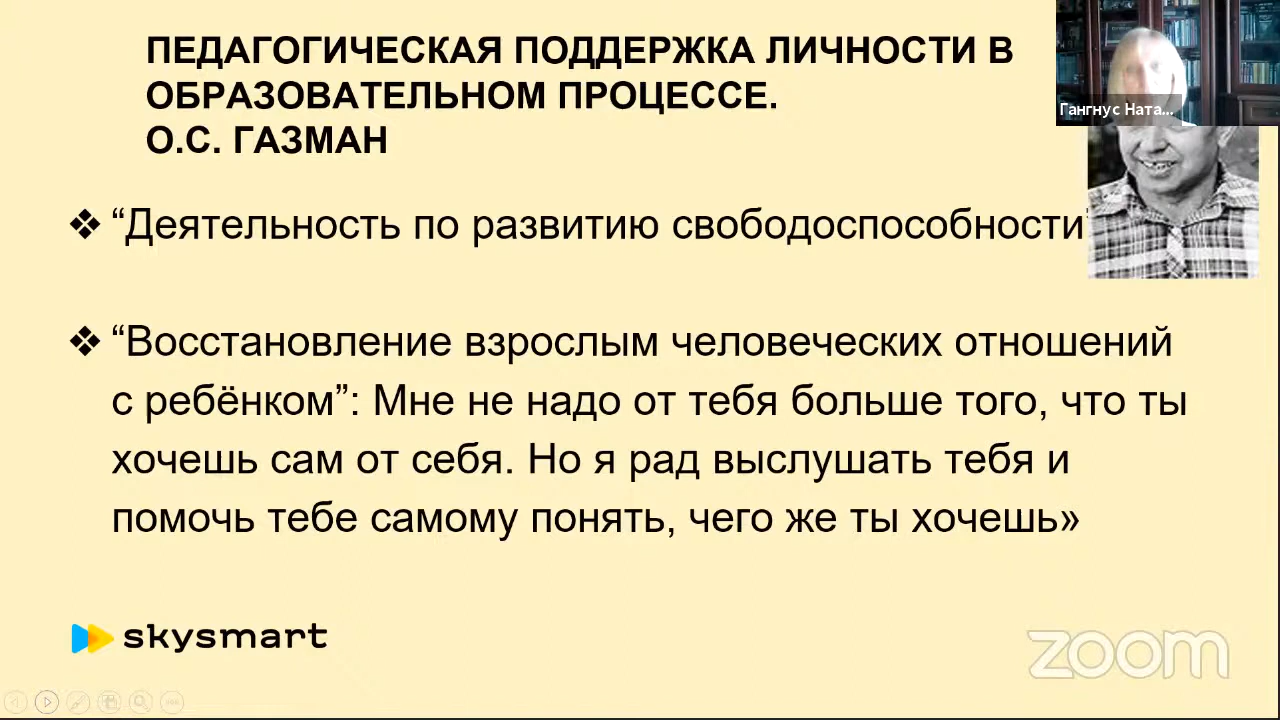 ПЕДАГОГИЧЕСКАЯ ПОДДЕРЖКА ЛИЧНОСТИ В
ОБРАЗОВАТЕЛЬНОМ ПРОЦЕССЕ.
О.С. ГАЗМАН
Гангнус Ната...
❖ “Деятельность по развитию свободоспособности”
❖ “Восстановление взрослым человеческих отношений
с ребёнком”: Мне не надо от тебя больше того, что ты
хочешь сам от себя. Но я рад выслушать тебя и
помочь тебе самому понять, чего же ты хочешь»
skysmart
zoom